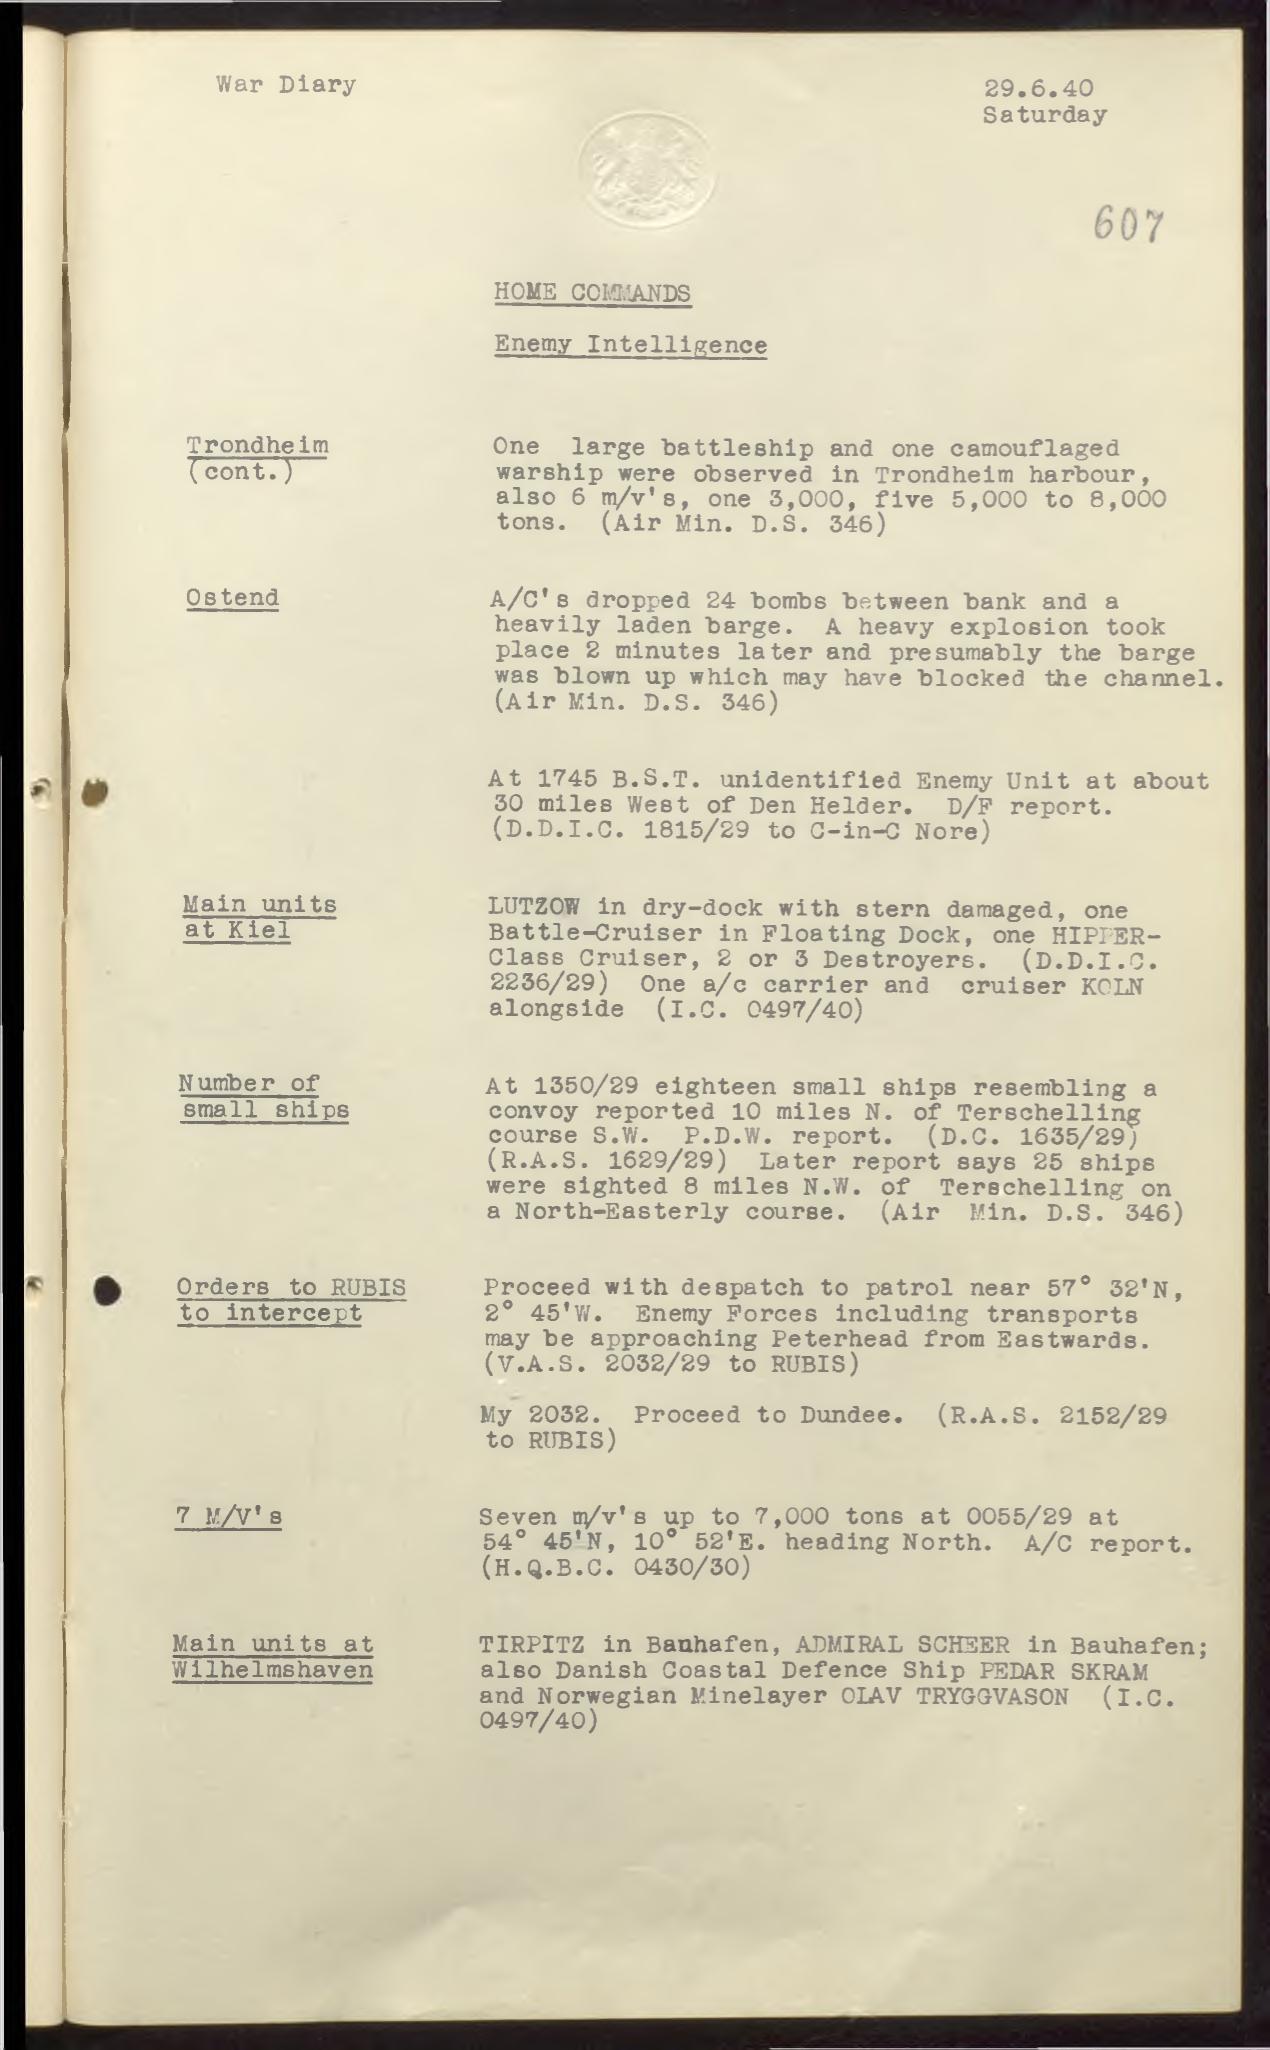 War Diary
29.6.40
Saturday
607
HOME COMMANDS
Enemy Intelligence
Trondheim
(cont.)
One  large battleship and one camouflaged
warship were observed in Trondheim harbour,
also 6 m/v's, one 3,000, five 5,000 to 8,000
tons.  (Air Min. D.S. 346)
Ostend
A/C's dropped 24 bombs between bank and a
heavily laden barge.  A heavy explosion took
place 2 minutes later and presumably the barge
was blown up which may have blocked the channel.
(Air Min. D.S. 346)
At 1745 B.S.T. unidentified Enemy Unit at about
30 miles West of Den Helder.  D/F report.
(D.D.I.C. 1815/29 to C-in-C Nore)
Main units
at Kiel
LUTZOW in dry-dock with stern damaged, one
Battle-Cruiser in Floating Dock, one HIPPER-
Class Cruiser, 2 or 3 Destroyers.  (D.D.I.C.
2236/29)  One a/c carrier and  cruiser KOLN
alongside  (I.C. 0497/40)
Number of
small ships
At 1350/29 eighteen small ships resembling a
convoy reported 10 miles N. of Terschelling
course S.W.  P.D.W. report.  (D.C. 1635/29)
(R.A.S. 1629/29)  Later report says 25 ships
were sighted 8 miles N.W. of  Terschelling on
a North-Easterly course.  (Air  Min. D.S. 346)
Orders to RUBIS
to intercept
Proceed with despatch to patrol near 57° 32'N,
2° 45'W.  Enemy Forces including transports
may be approaching Peterhead from Eastwards.
(V.A.S. 2032/29 to RUBIS)
My 2032.  Proceed to Dundee.  (R.A.S. 2152/29
to RUBIS)
7 M/V's
Seven m/v's up to 7,000 tons at 0055/29 at
54° 45'N, 10° 52'E. heading North.  A/C report.
(H.Q.B.C. 0430/30)
Main units at
Wilhelmshaven
TIRPITZ in Bauhafen, ADMIRAL SCHEER in Bauhafen;
also Danish Coastal Defence Ship PEDAR SKRAM
and Norwegian Minelayer OLAV TRYGGVASON  (I.C.
0497/40)